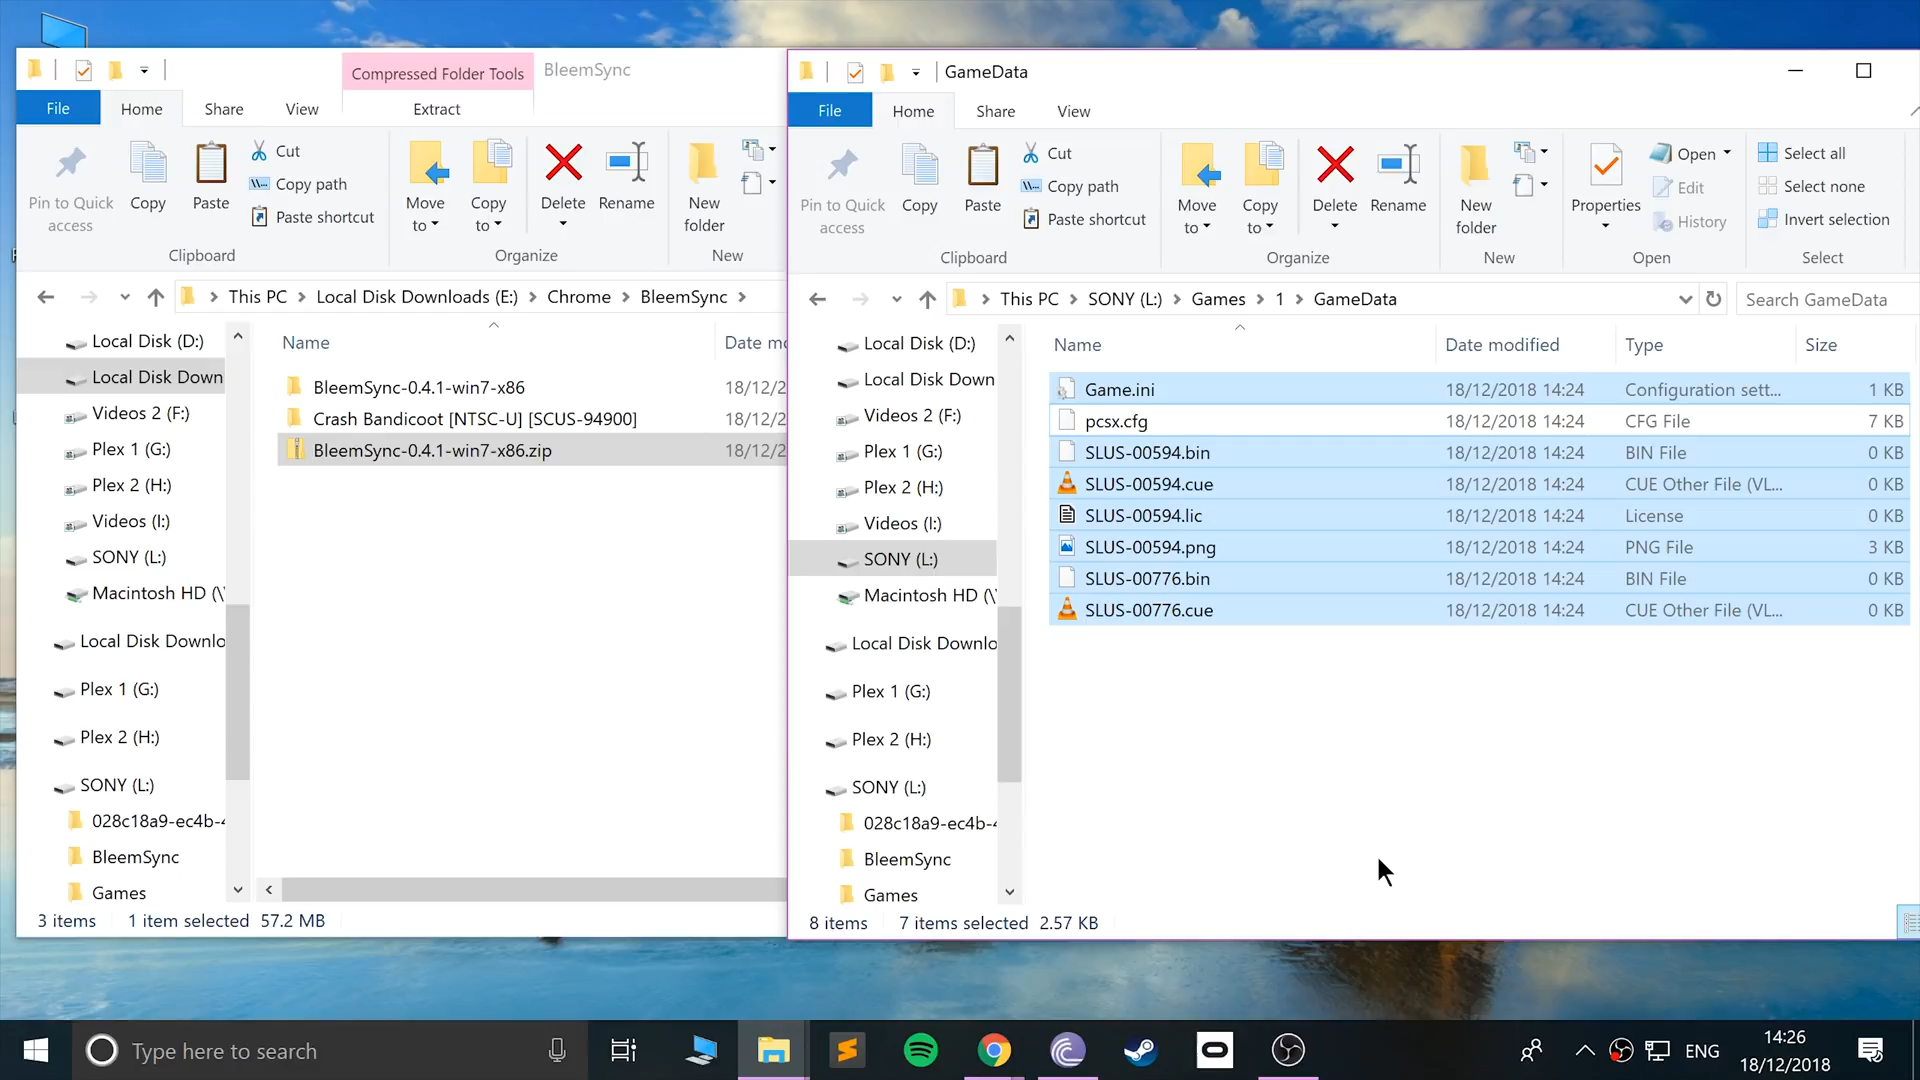 Compressed Folder Tools
BleemSync
File
Home
Share
View
Extract
Pin to Quick access
Copy
Paste
Cut
Copy path
Paste shortcut
Move to
Copy to
Delete
Rename
New folder
Clipboard
Organize
New
This PC
Local Disk Downloads (E:)
Chrome
BleemSync
Local Disk (D:)
Local Disk Down
Videos 2 (F:)
Plex 1 (G:)
Plex 2 (H:)
Videos (I:)
SONY (L:)
Macintosh HD (\\
Local Disk Downlo
Plex 1 (G:)
Plex 2 (H:)
SONY (L:)
028c18a9-ec4b-4
BleemSync
Games
Name
Date mo
BleemSync-0.4.1-win7-x86
18/12/2
Crash Bandicoot [NTSC-U] [SCUS-94900]
18/12/2
BleemSync-0.4.1-win7-x86.zip
18/12/2
3 items
1 item selected
57.2 MB
GameData
File
Home
Share
View
Pin to Quick access
Copy
Paste
Cut
Copy path
Paste shortcut
Move to
Copy to
Delete
Rename
New folder
Properties
Open
Edit
History
Select all
Select none
Invert selection
Clipboard
Organize
New
Open
Select
This PC
SONY (L:)
Games
1
GameData
Search GameData
Local Disk (D:)
Local Disk Down
Videos 2 (F:)
Plex 1 (G:)
Plex 2 (H:)
Videos (I:)
SONY (L:)
Macintosh HD (\\
Local Disk Downlo
Plex 1 (G:)
Plex 2 (H:)
SONY (L:)
028c18a9-ec4b-4
BleemSync
Games
Name
Date modified
Type
Size
Game.ini
18/12/2018 14:24
Configuration sett...
1 KB
pcsx.cfg
18/12/2018 14:24
CFG File
7 KB
SLUS-00594.bin
18/12/2018 14:24
BIN File
0 KB
SLUS-00594.cue
18/12/2018 14:24
CUE Other File (VL...
0 KB
SLUS-00594.lic
18/12/2018 14:24
License
0 KB
SLUS-00594.png
18/12/2018 14:24
PNG File
3 KB
SLUS-00776.bin
18/12/2018 14:24
BIN File
0 KB
SLUS-00776.cue
18/12/2018 14:24
CUE Other File (VL...
0 KB
8 items
7 items selected
2.57 KB
Type here to search
ENG
14:26
18/12/2018